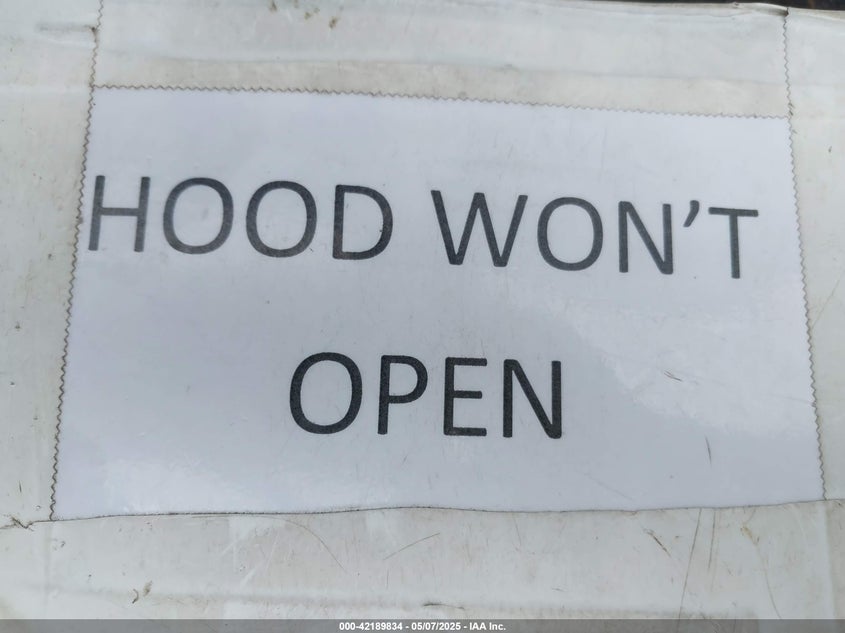 HOOD WON'T
OPEN
000-42189834 - 05/07/2025 - IAA Inc.